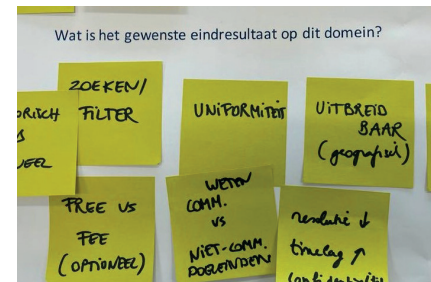 Wat is het gewenste eindresultaat op dit domein?
ZOEKEN/
FILTER
UNIFORMITEIT
UITBREID
BAAR
(geografisch)
FREE VS
FEE
(OPTIONEEL)
WETEN
COMM.
VS
NIET-COMM.
DOELEINDEN
resolutie ↓
timelag ↑